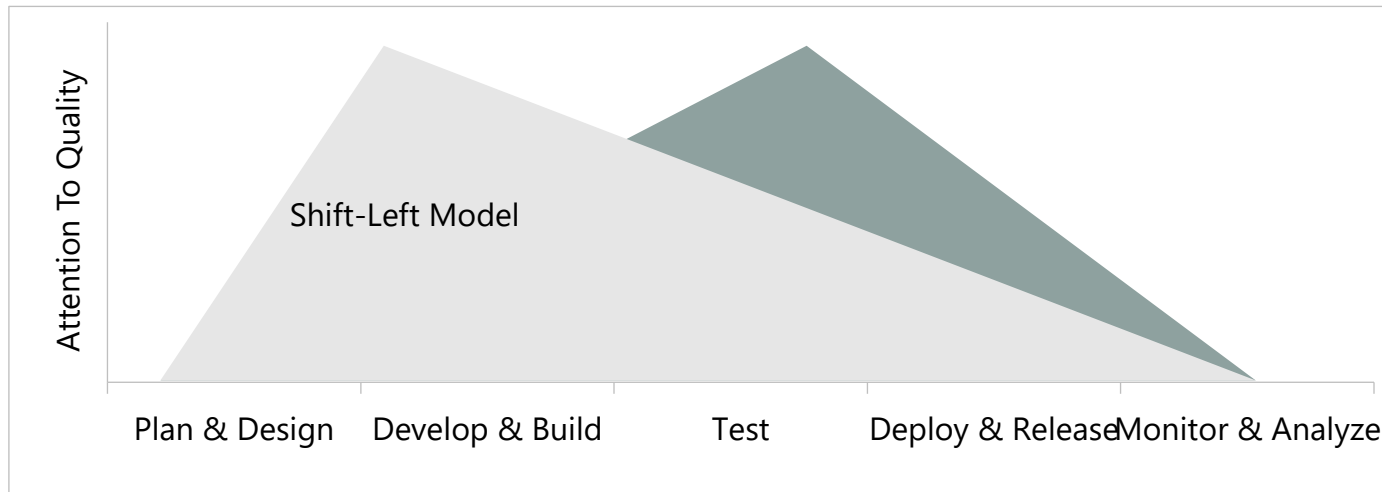 Attention To Quality
Shift-Left Model
Plan & Design
Develop & Build
Test
Deploy & Release
Monitor & Analyze